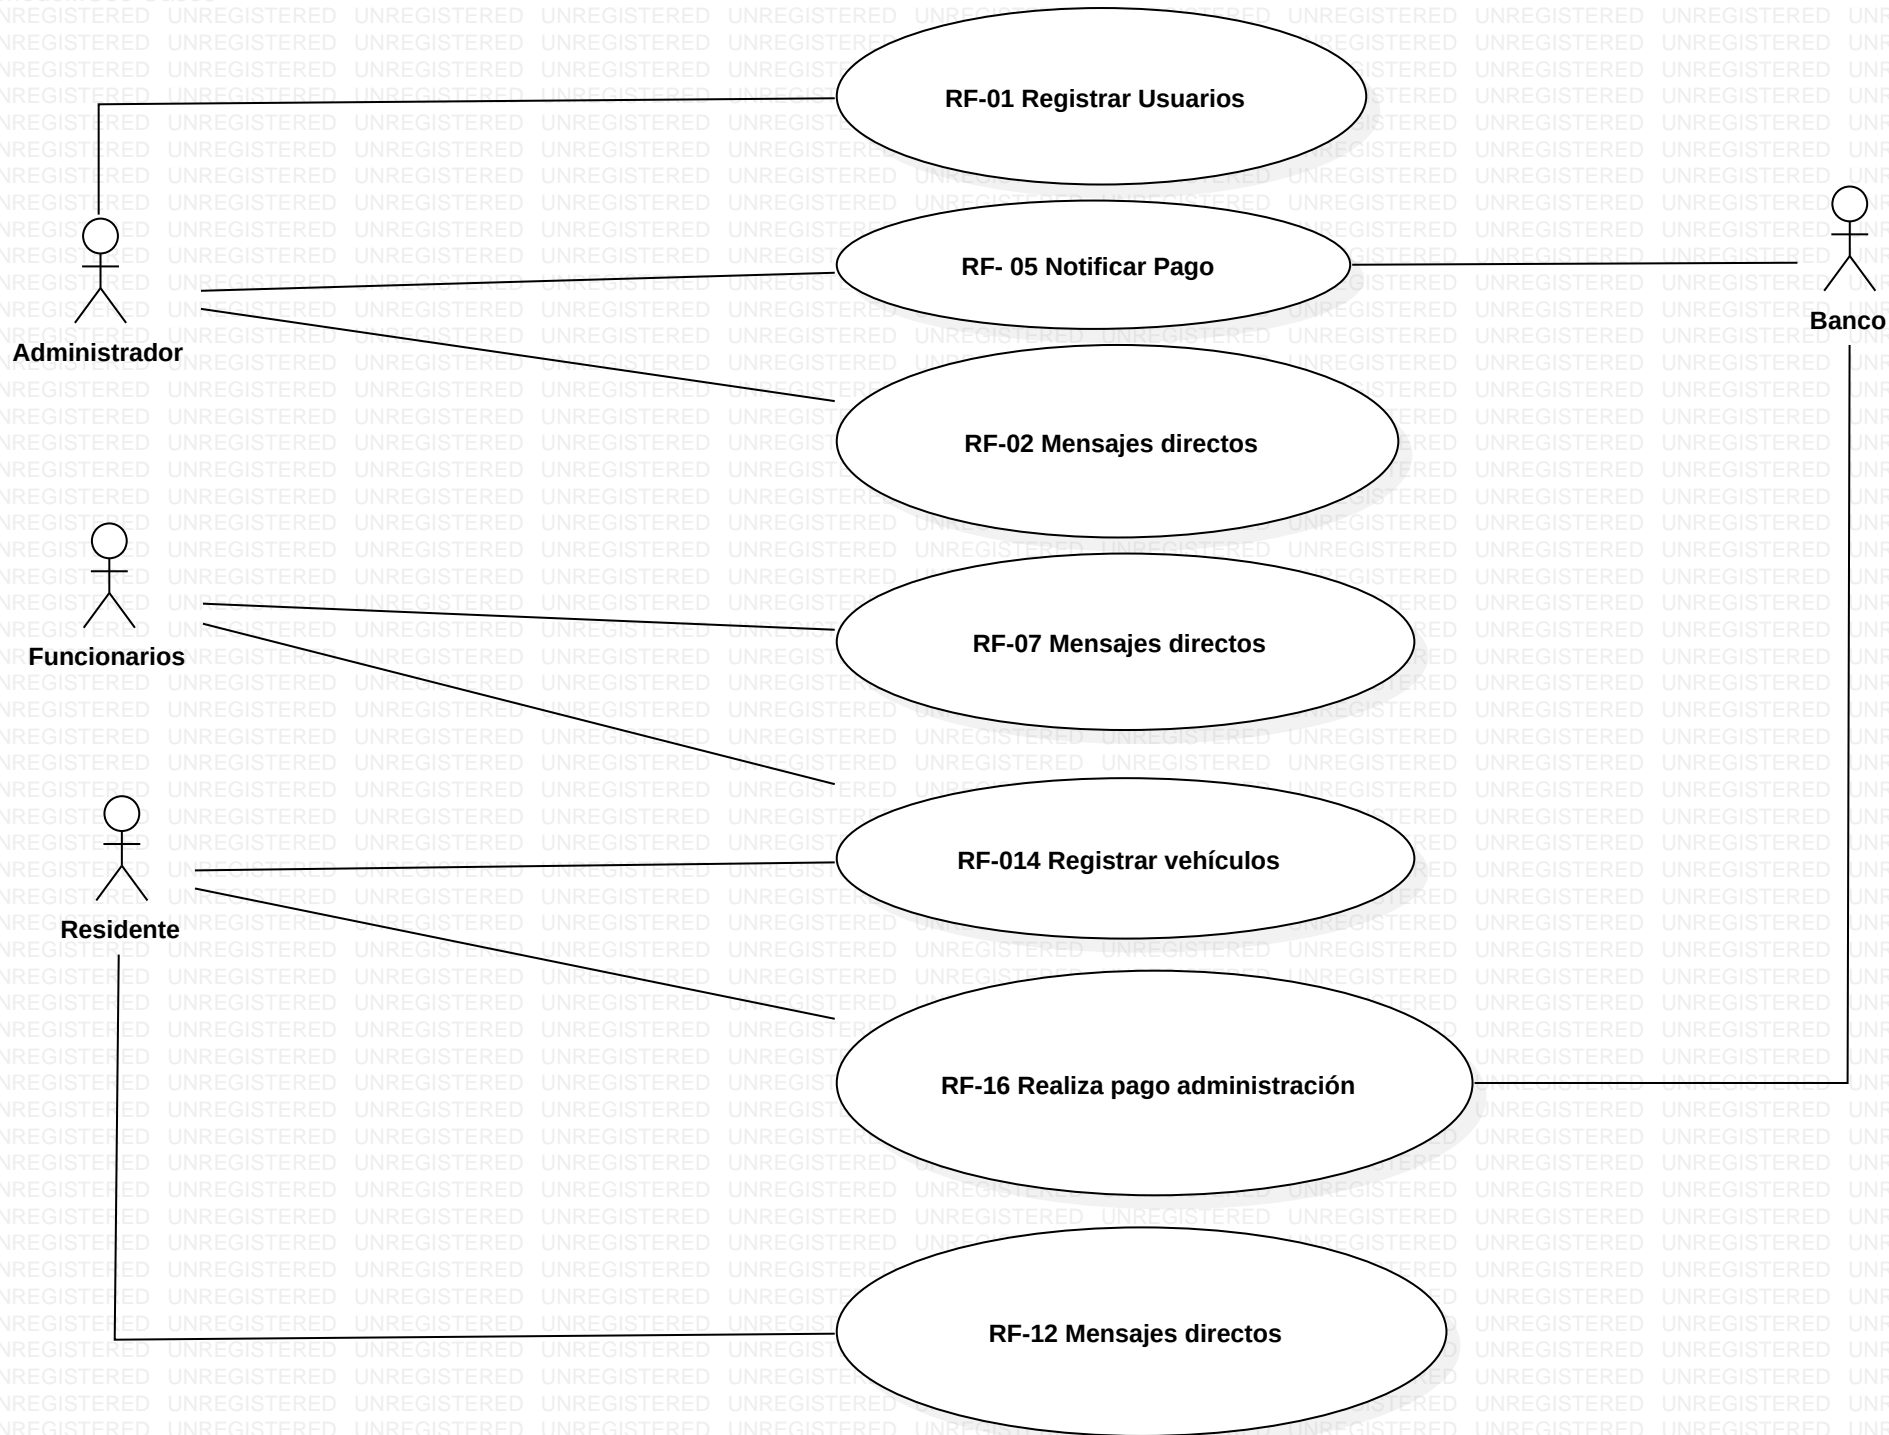 RF-01 Registrar Usuarios
RF- 05 Notificar Pago
Banco
Administrador
RF-02 Mensajes directos
RF-07 Mensajes directos
Funcionarios
RF-014 Registrar vehículos
Residente
RF-16 Realiza pago administración
RF-12 Mensajes directos
UNREGISTERED